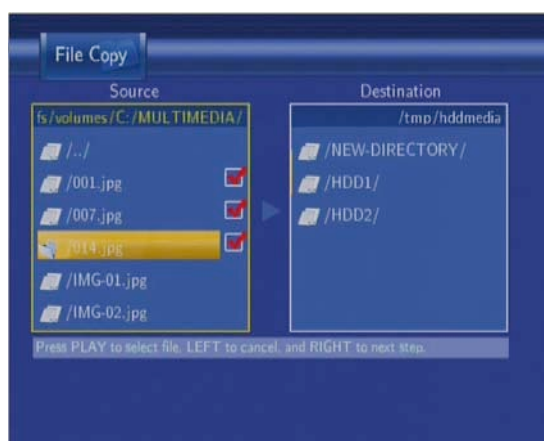 File Copy
Source
Destination
fs/volumes/C:/MULTIMEDIA/
/tmp/hddmedia
/../
/001.jpg
/007.jpg
/014.jpg
/IMG-01.jpg
/IMG-02.jpg
/NEW-DIRECTORY/
/HDD1/
/HDD2/
Press PLAY to select file, LEFT to cancel, and RIGHT to next step.